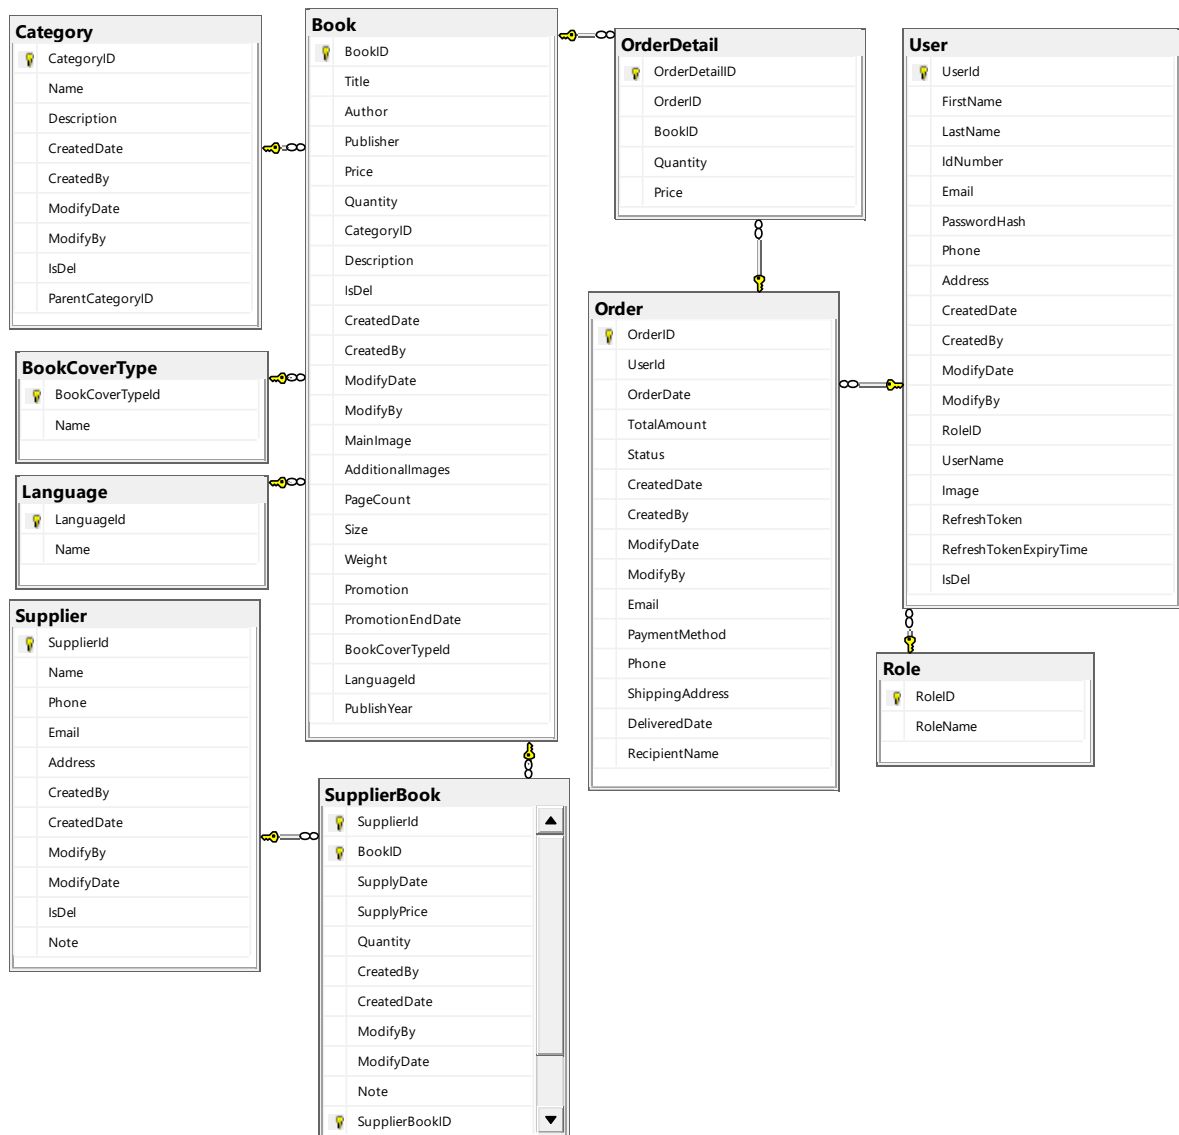 Category
CategoryID
Name
Description
CreatedDate
CreatedBy
ModifyDate
ModifyBy
IsDel
ParentCategoryID
BookCoverType
BookCoverTypeId
Name
Language
LanguageId
Name
Supplier
SupplierId
Name
Phone
Email
Address
CreatedBy
CreatedDate
ModifyBy
ModifyDate
IsDel
Note
Book
BookID
Title
Author
Publisher
Price
Quantity
CategoryID
Description
IsDel
CreatedDate
CreatedBy
ModifyDate
ModifyBy
MainImage
AdditionalImages
PageCount
Size
Weight
Promotion
PromotionEndDate
BookCoverTypeId
LanguageId
PublishYear
SupplierBook
SupplierId
BookID
SupplyDate
SupplyPrice
Quantity
CreatedBy
CreatedDate
ModifyBy
ModifyDate
Note
SupplierBookID
OrderDetail
OrderDetailID
OrderID
BookID
Quantity
Price
Order
OrderID
UserId
OrderDate
TotalAmount
Status
CreatedDate
CreatedBy
ModifyDate
ModifyBy
Email
PaymentMethod
Phone
ShippingAddress
DeliveredDate
RecipientName
User
UserId
FirstName
LastName
IdNumber
Email
PasswordHash
Phone
Address
CreatedDate
CreatedBy
ModifyDate
ModifyBy
RoleID
UserName
Image
RefreshToken
RefreshTokenExpiryTime
IsDel
Role
RoleID
RoleName